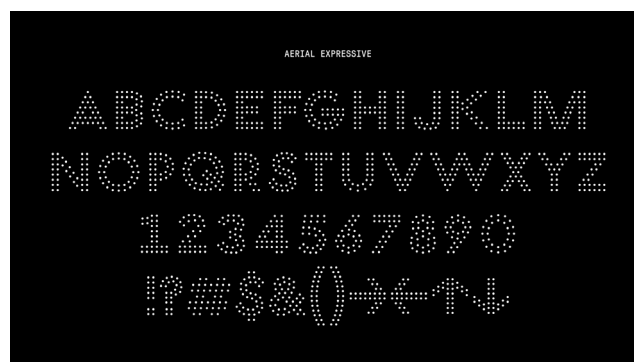 AERIAL EXPRESSIVE
ABCDEFGHIJKLM
NOPQRSTUVWXYZ
1234567890
!?#$&()→←↑↓